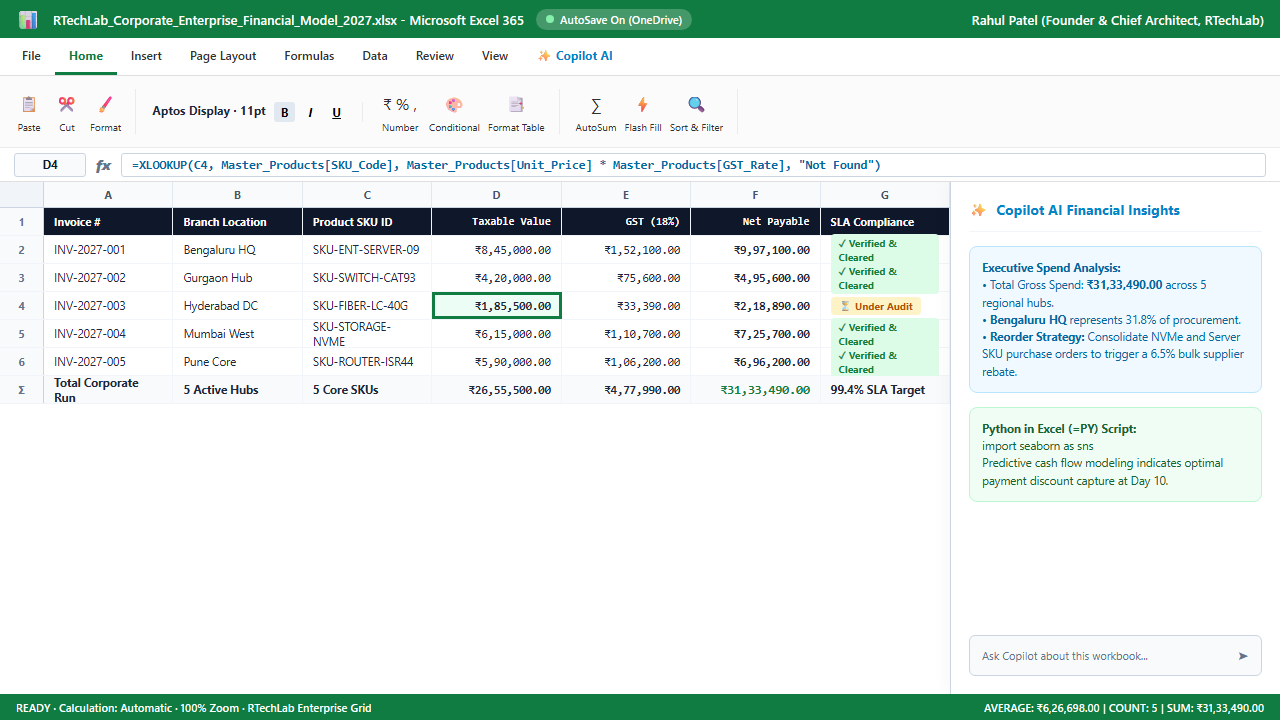 RTechLab_Corporate_Enterprise_Financial_Model_2027.xlsx - Microsoft Excel 365
AutoSave On (OneDrive)
Rahul Patel (Founder & Chief Architect, RTechLab)
File Home Insert Page Layout Formulas Data Review View ✨ Copilot AI
Aptos Display · 11pt B I U
₹ % ,
∑
Paste Cut Format Number Conditional Format Table AutoSum Flash Fill Sort & Filter
D4 fx =XLOOKUP(C4, Master_Products[SKU_Code], Master_Products[Unit_Price] * Master_Products[GST_Rate], "Not Found")
A B C D E F G
1 Invoice # Branch Location Product SKU ID Taxable Value GST (18%) Net Payable SLA Compliance
2 INV-2027-001 Bengaluru HQ SKU-ENT-SERVER-09 ₹8,45,000.00 ₹1,52,100.00 ₹9,97,100.00 ✓ Verified &
Cleared
3 INV-2027-002 Gurgaon Hub SKU-SWITCH-CAT93 ₹4,20,000.00 ₹75,600.00 ₹4,95,600.00 ✓ Verified &
Cleared
4 INV-2027-003 Hyderabad DC SKU-FIBER-LC-40G ₹1,85,500.00 ₹33,390.00 ₹2,18,890.00 ⏳ Under Audit
5 INV-2027-004 Mumbai West SKU-STORAGE-
NVME ₹6,15,000.00 ₹1,10,700.00 ₹7,25,700.00 ✓ Verified &
Cleared
6 INV-2027-005 Pune Core SKU-ROUTER-ISR44 ₹5,90,000.00 ₹1,06,200.00 ₹6,96,200.00 ✓ Verified &
Cleared
Σ Total Corporate
Run 5 Active Hubs 5 Core SKUs ₹26,55,500.00 ₹4,77,990.00 ₹31,33,490.00 99.4% SLA Target
✨ Copilot AI Financial Insights
Executive Spend Analysis:
• Total Gross Spend: ₹31,33,490.00 across 5
regional hubs.
• Bengaluru HQ represents 31.8% of procurement.
• Reorder Strategy: Consolidate NVMe and Server
SKU purchase orders to trigger a 6.5% bulk supplier
rebate.
Python in Excel (=PY) Script:
import seaborn as sns
Predictive cash flow modeling indicates optimal
payment discount capture at Day 10.
Ask Copilot about this workbook... ➤
READY · Calculation: Automatic · 100% Zoom · RTechLab Enterprise Grid
AVERAGE: ₹6,26,698.00 | COUNT: 5 | SUM: ₹31,33,490.00